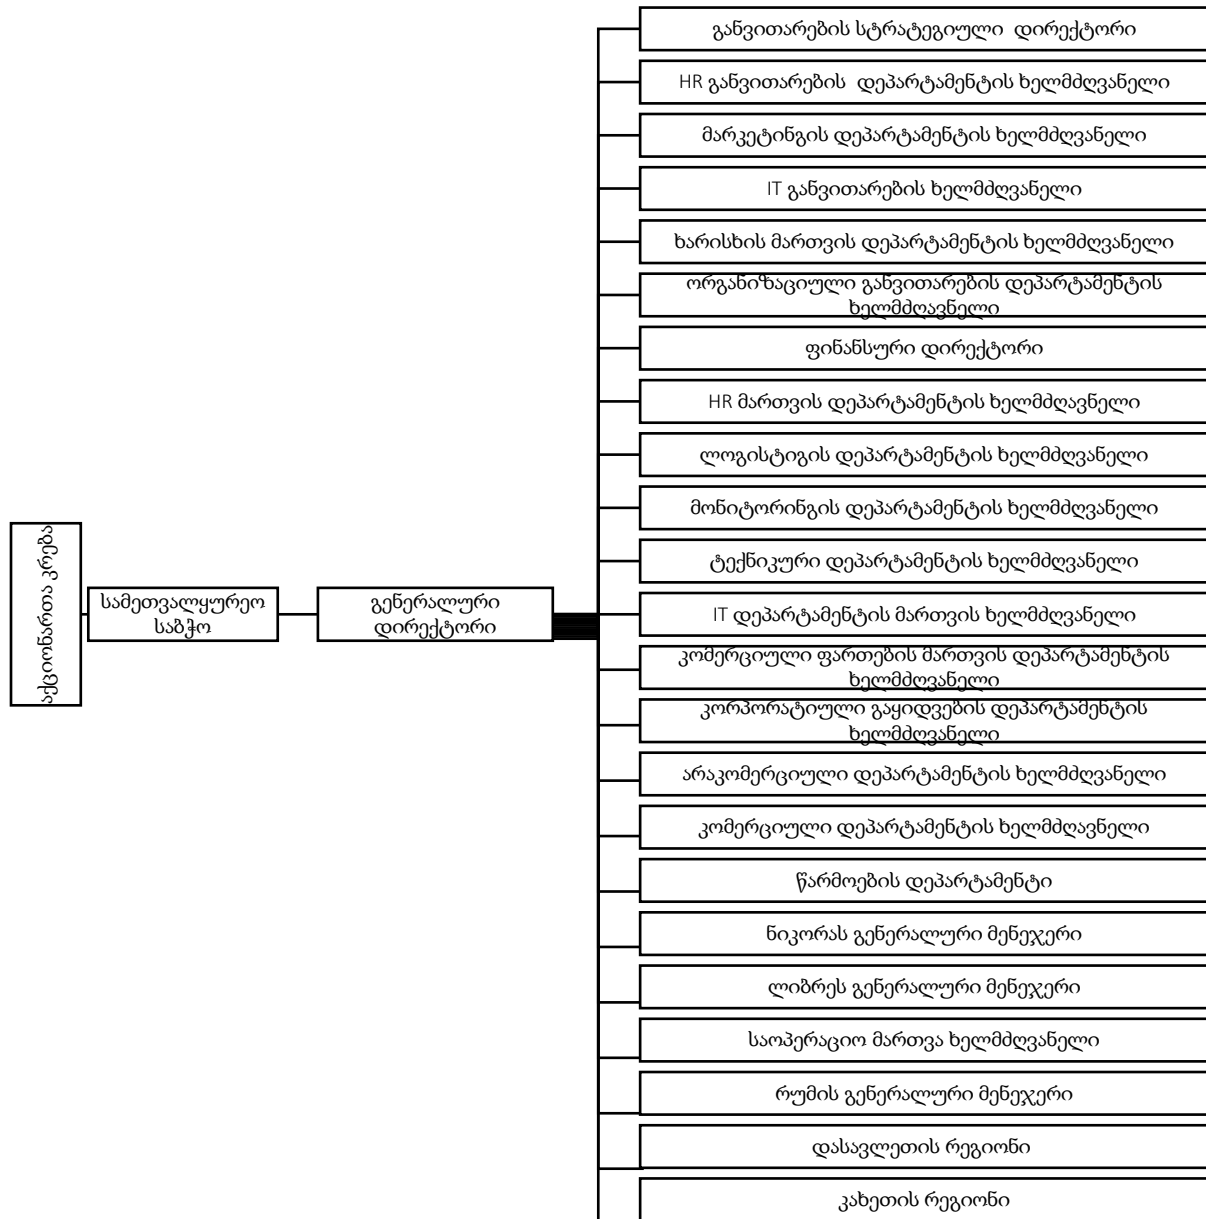 აქციონართა კრება
სამეთვალყურეო
საბჭო
გენერალური
დირექტორი
განვითარების სტრატეგიული დირექტორი
HR განვითარების დეპარტამენტის ხელმძღვანელი
მარკეტინგის დეპარტამენტის ხელმძღვანელი
IT განვითარების ხელმძღვანელი
ხარისხის მართვის დეპარტამენტის ხელმძღვანელი
ორგანიზაციული განვითარების დეპარტამენტის
ხელმძღავნელი
ფინანსური დირექტორი
HR მართვის დეპარტამენტის ხელმძღავნელი
ლოგისტიგის დეპარტამენტის ხელმძღვანელი
მონიტორინგის დეპარტამენტის ხელმძღვანელი
ტექნიკური დეპარტამენტის ხელმძღვანელი
IT დეპარტამენტის მართვის ხელმძღვანელი
კომერციული ფართების მართვის დეპარტამენტის
ხელმძღვანელი
კორპორატიული გაყიდვების დეპარტამენტის
ხელმძღვანელი
არაკომერციული დეპარტამენტის ხელმძღვანელი
კომერციული დეპარტამენტის ხელმძღავნელი
წარმოების დეპარტამენტი
ნიკორას გენერალური მენეჯერი
ლიბრეს გენერალური მენეჯერი
საოპერაციო მართვა ხელმძღვანელი
რუმის გენერალური მენეჯერი
დასავლეთის რეგიონი
კახეთის რეგიონი